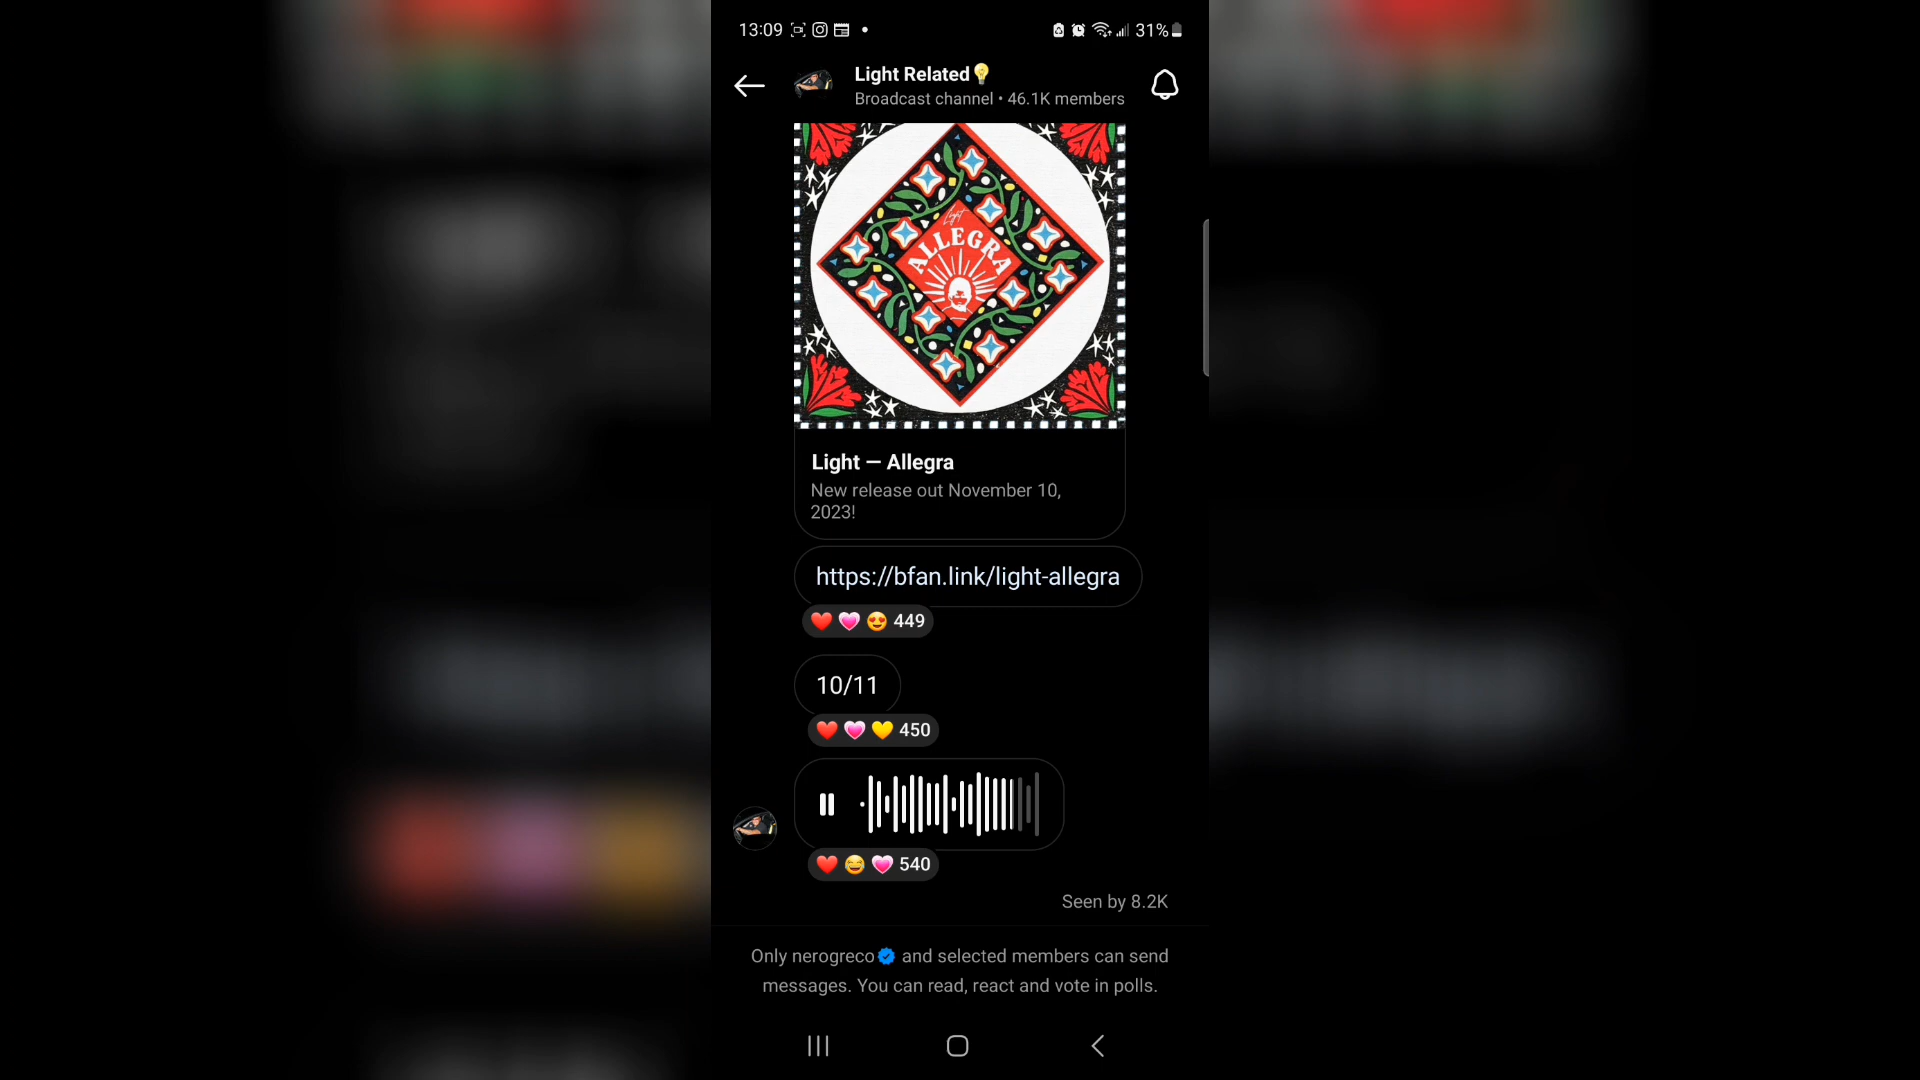 13:09
31%
Light Related💡
Broadcast channel • 46.1K members
Light
ALLEGRA
Light — Allegra
New release out November 10,
2023!
https://bfan.link/light-allegra
❤️ 💗 😍 449
10/11
❤️ 💗 💛 450
❤️ 😂 💗 540
Seen by 8.2K
Only nerogreco and selected members can send
messages. You can read, react and vote in polls.